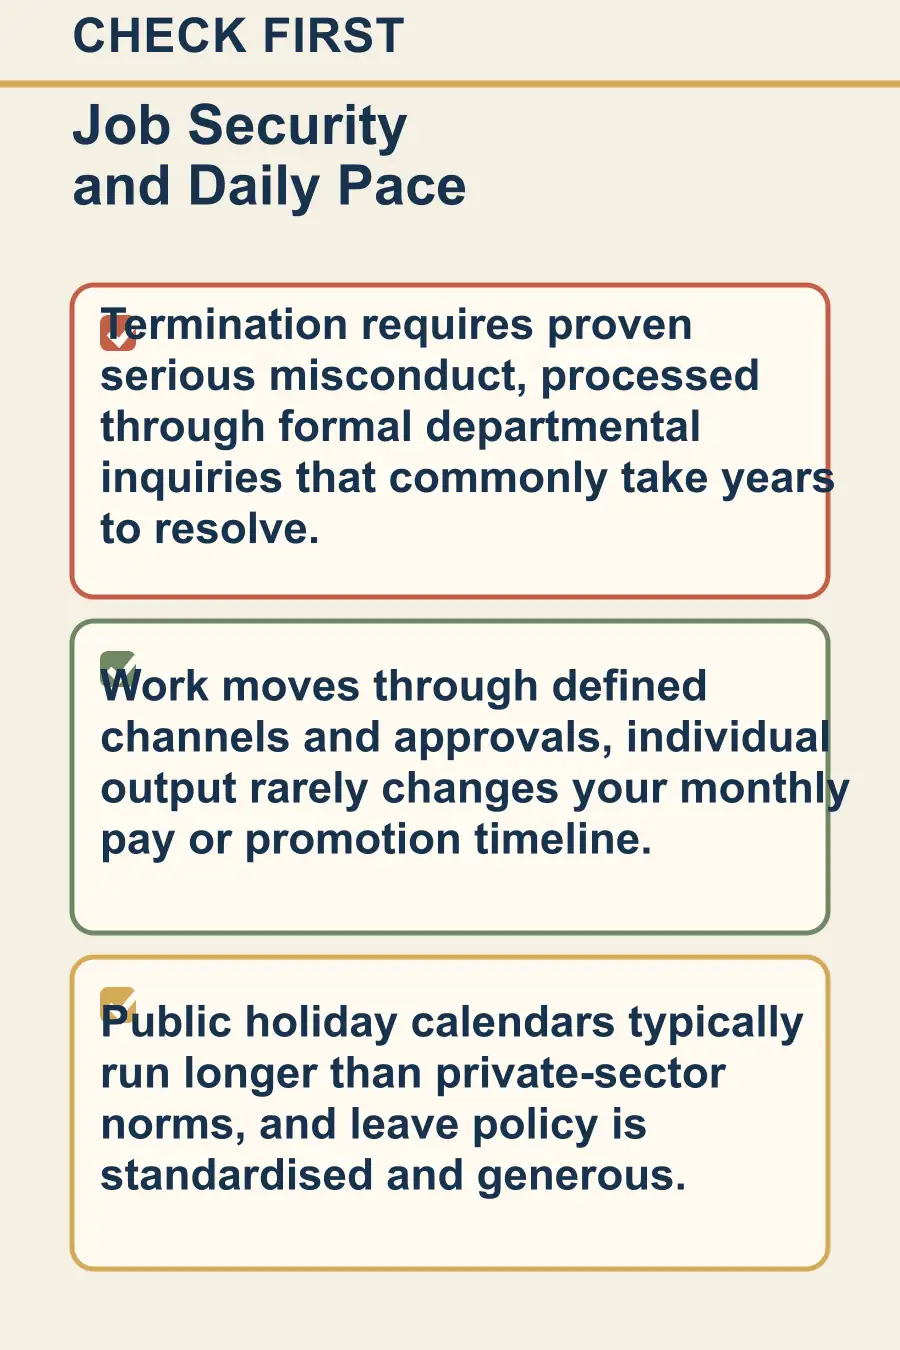 CHECK FIRST
Job Security
and Daily Pace
Termination requires proven
serious misconduct, processed
through formal departmental
inquiries that commonly take years
to resolve.
Work moves through defined
channels and approvals, individual
output rarely changes your monthly
pay or promotion timeline.
Public holiday calendars typically
run longer than private-sector
norms, and leave policy is
standardised and generous.